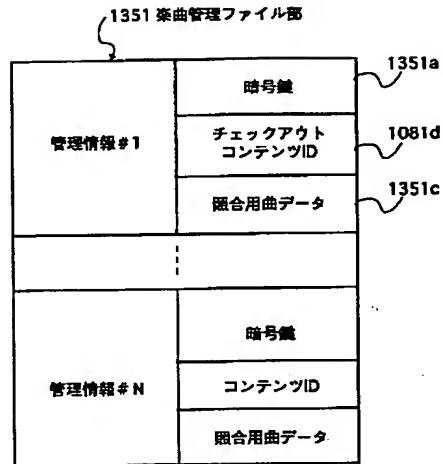 1351 楽曲管理ファイル部
管理情報#1
暗号鍵
1351a
チェックアウト
コンテンツID
1081d
照合用曲データ
1351c
管理情報#N
暗号鍵
コンテンツID
照合用曲データ